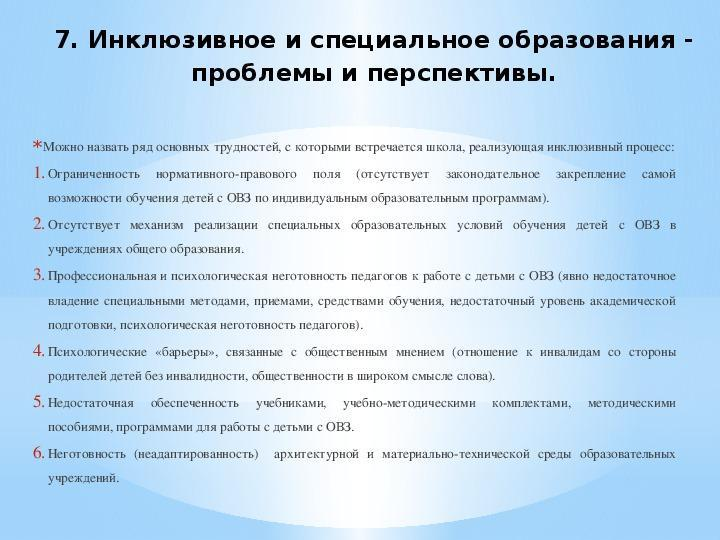 7. Инклюзивное и специальное образования -
проблемы и перспективы.
*Можно назвать ряд основных трудностей, с которыми встречается школа, реализующая инклюзивный процесс:
1. Ограниченность нормативного-правового поля (отсутствует законодательное закрепление самой
возможности обучения детей с ОВЗ по индивидуальным образовательным программам).
2. Отсутствует механизм реализации специальных образовательных условий обучения детей с ОВЗ в
учреждениях общего образования.
3. Профессиональная и психологическая неготовность педагогов к работе с детьми с ОВЗ (явно недостаточное
владение специальными методами, приемами, средствами обучения, недостаточный уровень академической
подготовки, психологическая неготовность педагогов).
4. Психологические «барьеры», связанные с общественным мнением (отношение к инвалидам со стороны
родителей детей без инвалидности, общественности в широком смысле слова).
5. Недостаточная обеспеченность учебниками, учебно-методическими комплектами, методическими
пособиями, программами для работы с детьми с ОВЗ.
6. Неготовность (неадаптированность) архитектурной и материально-технической среды образовательных
учреждений.